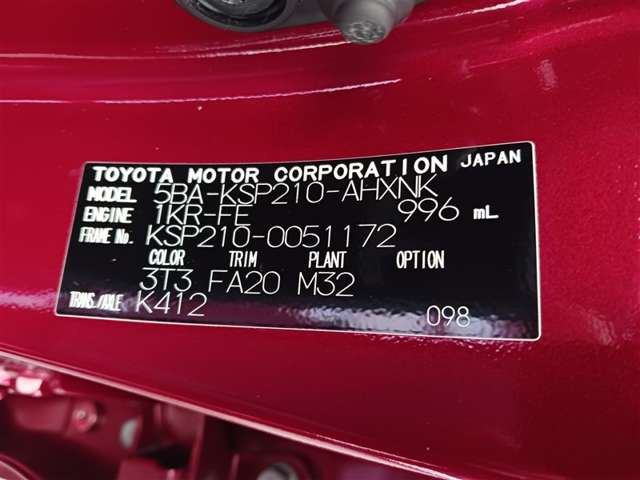 TOYOTA MOTOR CORPORATION JAPAN
MODEL 5BA-KSP210-AHXNK
ENGINE 1KR-FE 996 mL
FRAME No. KSP210-0051172
COLOR TRIM PLANT OPTION
3T3 FA20 M32
TRANS./AXLE K412 098